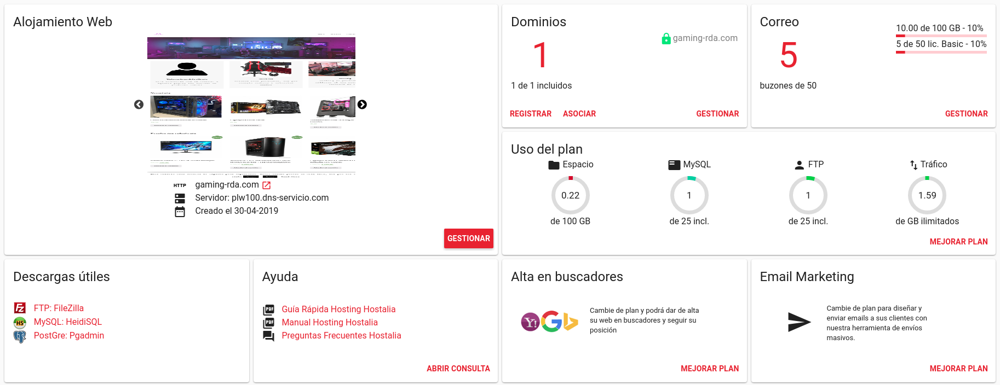 Alojamiento Web
INICIO
HTTP gaming-rda.com
Servidor: plw100.dns-servicio.com
Creado el 30-04-2019
GESTIONAR
Dominios
gaming-rda.com
1
1 de 1 incluidos
REGISTRAR ASOCIAR GESTIONAR
Correo
10.00 de 100 GB - 10%
5 de 50 lic. Basic - 10%
5
buzones de 50
GESTIONAR
Uso del plan
Espacio MySQL FTP Tráfico
0.22 1 1 1.59
de 100 GB de 25 incl. de 25 incl. de GB ilimitados
MEJORAR PLAN
Descargas útiles
Fz FTP: FileZilla
HS MySQL: HeidiSQL
PostGre: Pgadmin
Ayuda
PDF Guía Rápida Hosting Hostalia
PDF Manual Hosting Hostalia
Preguntas Frecuentes Hostalia
ABRIR CONSULTA
Alta en buscadores
Y! G b
Cambie de plan y podrá dar de alta
su web en buscadores y seguir su
posición
MEJORAR PLAN
Email Marketing
Cambie de plan para diseñar y
enviar emails a sus clientes con
nuestra herramienta de envíos
masivos.
MEJORAR PLAN